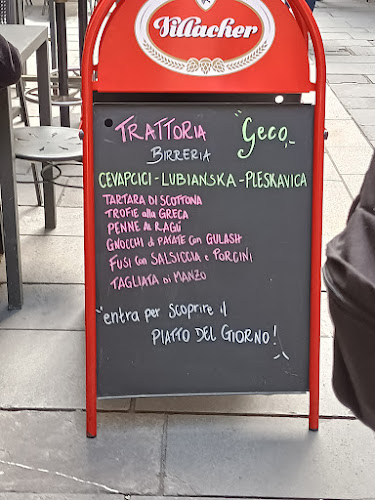 Villacher
TRATTORIA "Geco"
BIRRERIA
CEVAPCICI - LUBIANSKA - PLESKAVICA
TARTARA DI SCOTTONA
TROFIE alla GRECA
PENNE AL RAGÙ
GNOCCHI di PATATE con GULASH
FUSI con SALSICCIA e PORCINI
TAGLIATA DI MANZO
"entra per scoprire il
PIATTO DEL GIORNO!